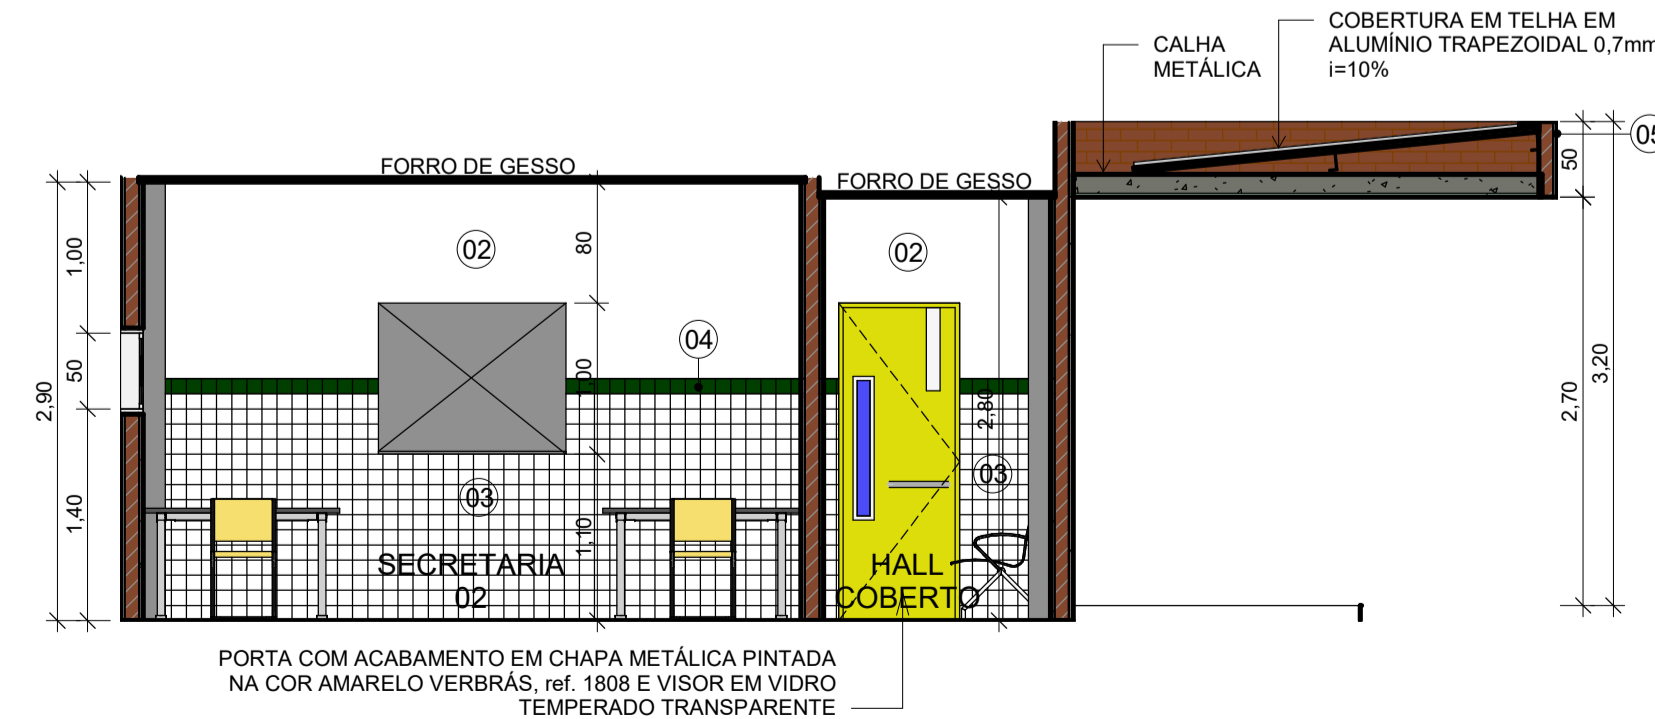 COBERTURA EM TELHA EM
ALUMÍNIO TRAPEZOIDAL 0,7mm
i=10%
CALHA
METÁLICA
05
50
FORRO DE GESSO
FORRO DE GESSO
02
02
80
1,00
04
50
1,00
2,90
3,20
2,70
2,80
03
03
1,40
1,10
SECRETARIA
02
HALL
COBERTO
PORTA COM ACABAMENTO EM CHAPA METÁLICA PINTADA
NA COR AMARELO VERBRÁS, ref. 1808 E VISOR EM VIDRO
TEMPERADO TRANSPARENTE